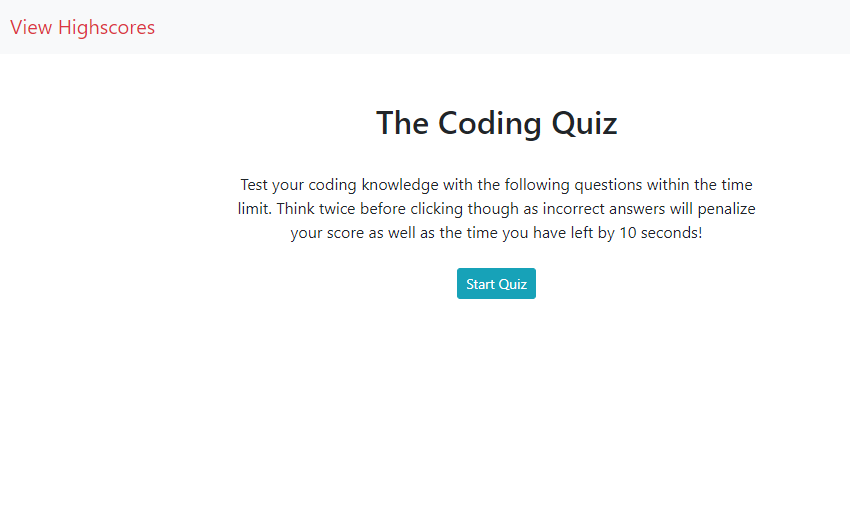 View Highscores
The Coding Quiz
Test your coding knowledge with the following questions within the time
limit. Think twice before clicking though as incorrect answers will penalize
your score as well as the time you have left by 10 seconds!
Start Quiz